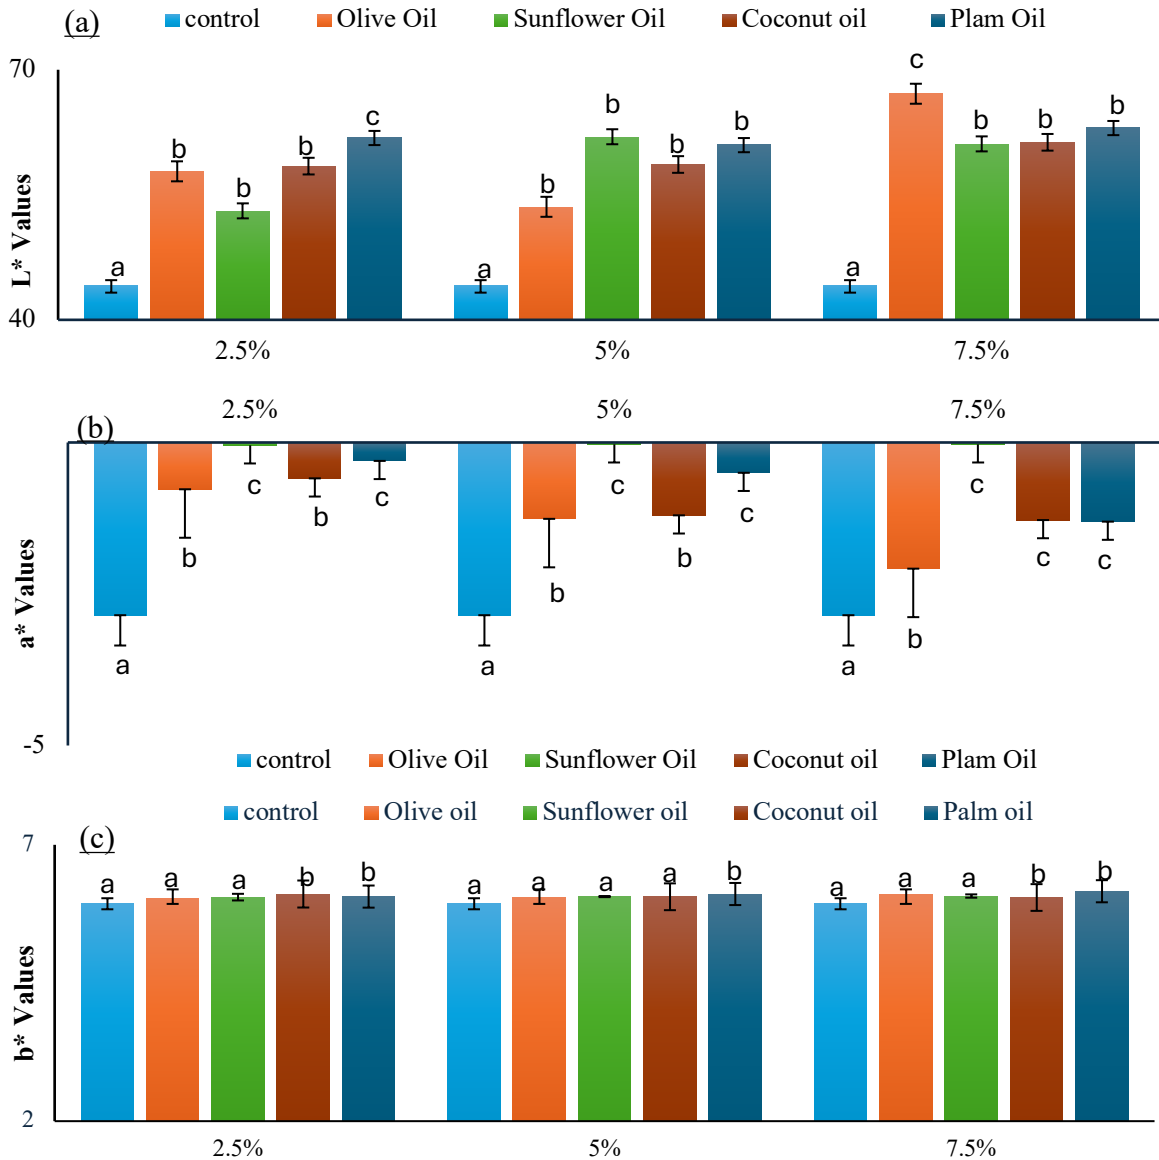 (a) control Olive Oil Sunflower Oil Coconut oil Plam Oil
70
c
c b b b b
b b b b
b b
L* Values
a a a
40
2.5% 5% 7.5%
2.5% 5% 7.5%
(b)
c b c c b c c c c
b b b
a* Values
a a a
-5
control Olive Oil Sunflower Oil Coconut oil Plam Oil
control Olive oil Sunflower oil Coconut oil Palm oil
(c)
7
a a a b b a a a a b a a a b b
b* Values
2
2.5% 5% 7.5%